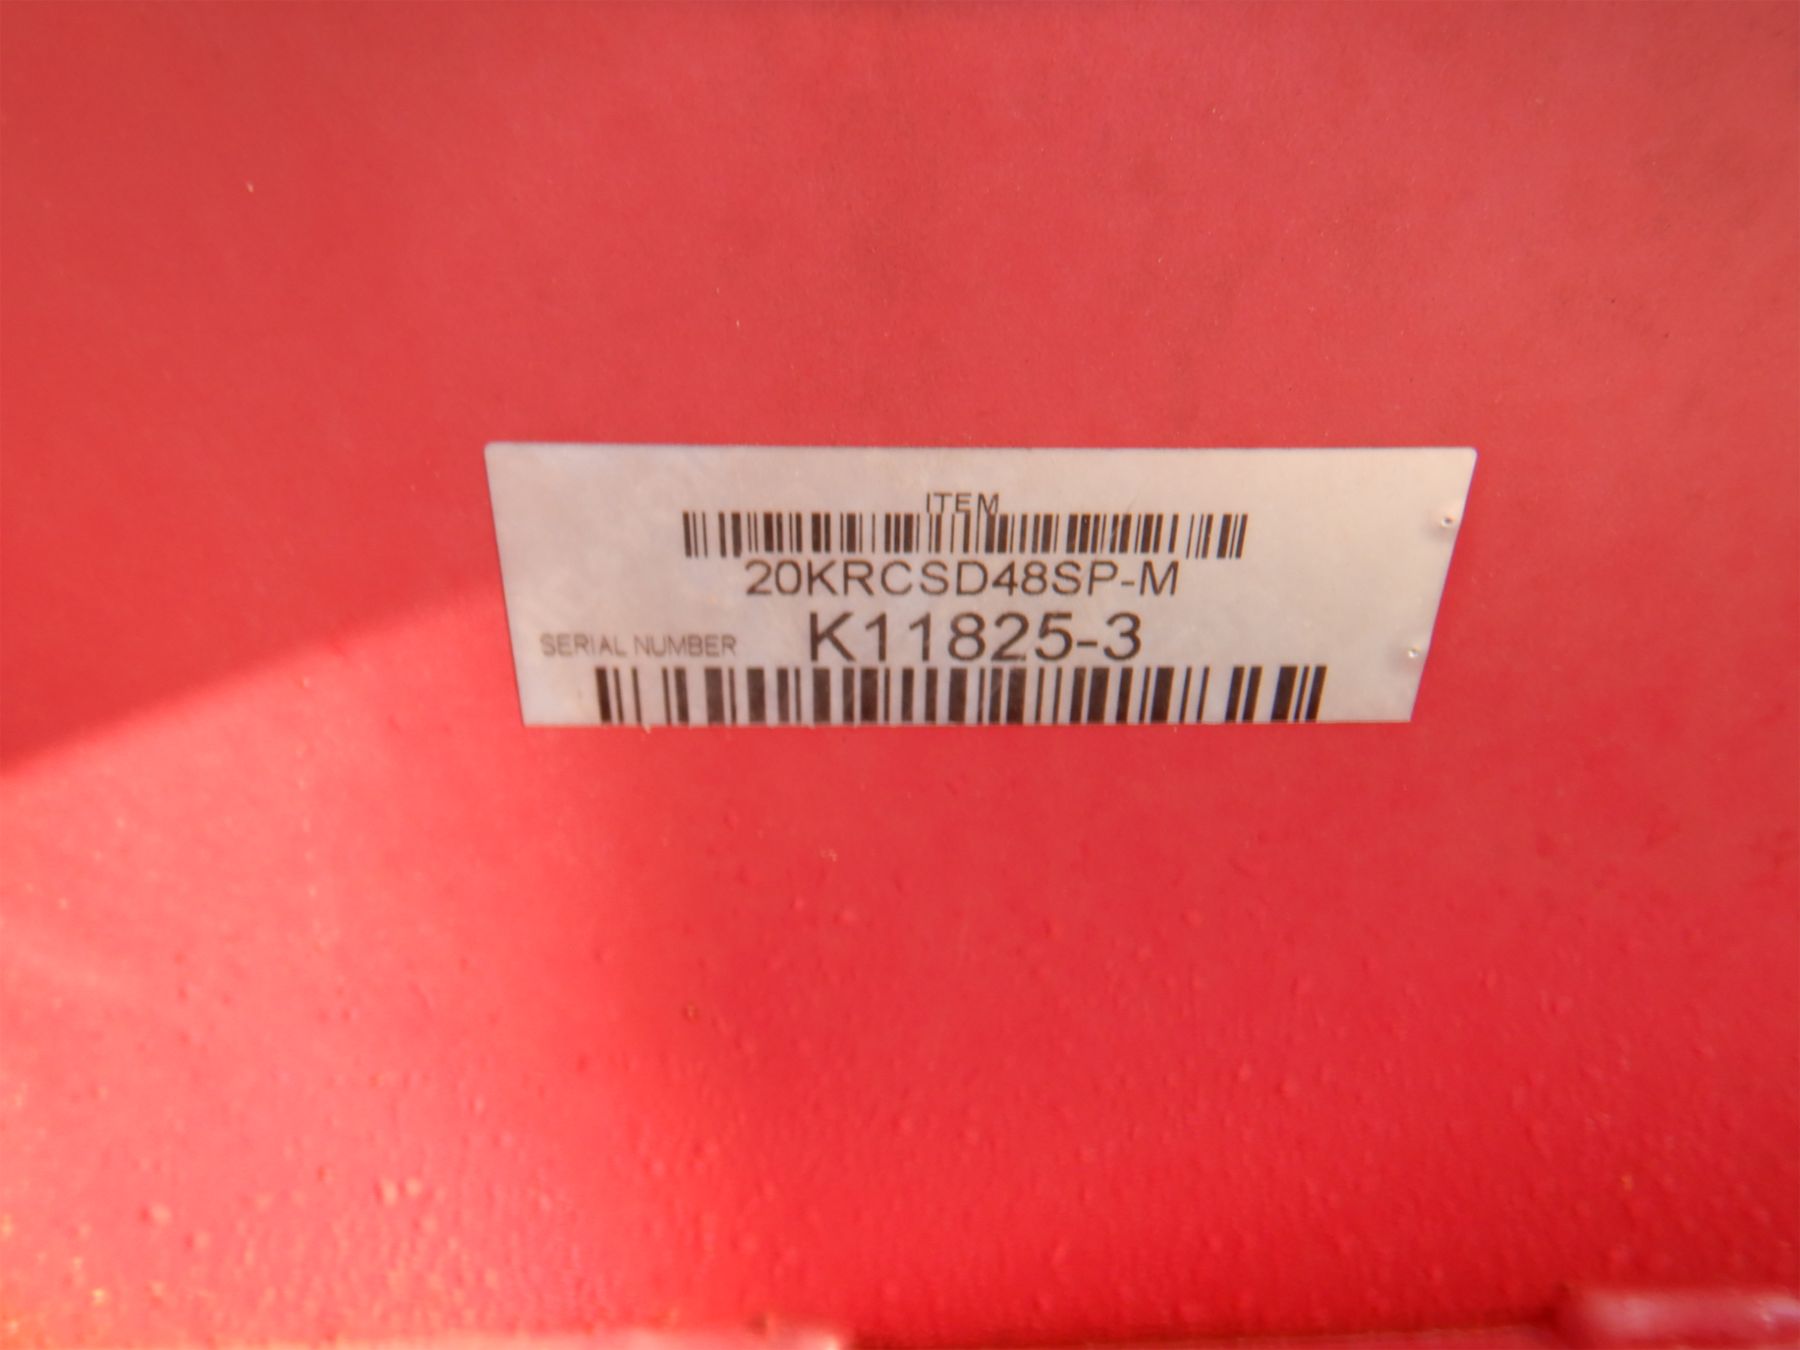 ITEM
20KRCSD48SP-M
SERIAL NUMBER K11825-3